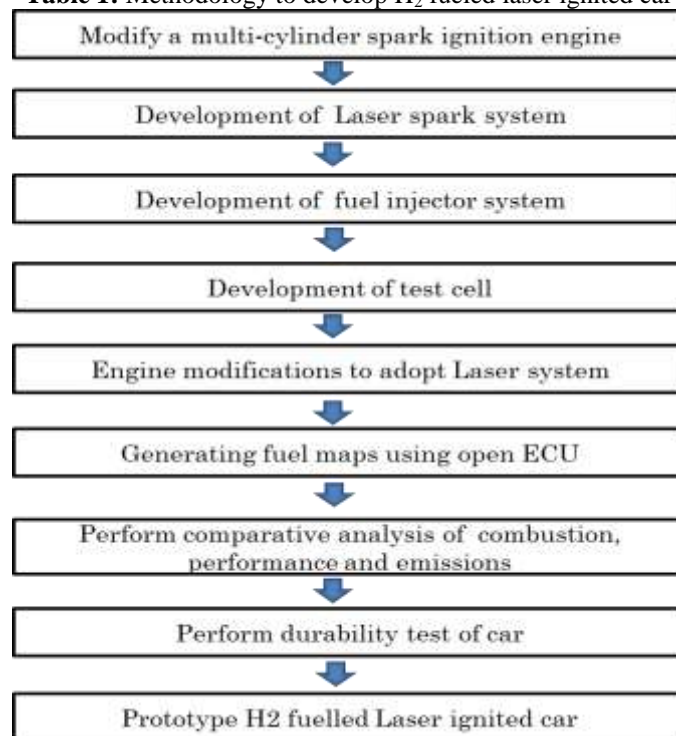 Table 1: Methodology to develop H₂ fueled laser ignited car
Modify a multi-cylinder spark ignition engine
Development of Laser spark system
Development of fuel injector system
Development of test cell
Engine modifications to adopt Laser system
Generating fuel maps using open ECU
Perform comparative analysis of combustion,
performance and emissions
Perform durability test of car
Prototype H2 fuelled Laser ignited car